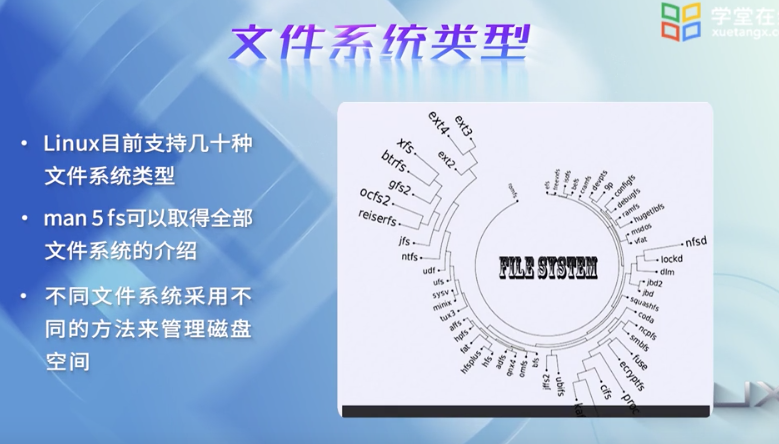 文件系统类型
学堂在
xuetangx.c
• Linux目前支持几十种
文件系统类型
• man 5 fs可以取得全部
文件系统的介绍
• 不同文件系统采用不
同的方法来管理磁盘
空间
FILE SYSTEM
ext3
ext4
ext2
xfs
btrfs
gfs2
ocfs2
reiserfs
jfs
ntfs
udf
ufs
sysv
minix
tux3
affs
hpfs
fat
hfsplus
hfs
adfs
qnx4
omfs
bfs
jffs2
ubifs
cifs
proc
ecryptfs
fuse
smbfs
ncpfs
coda
squashfs
jbd
jbd2
dlm
lockd
nfsd
vfat
msdos
hugetlbfs
ramfs
debugfs
configfs
9p
devpts
cramfs